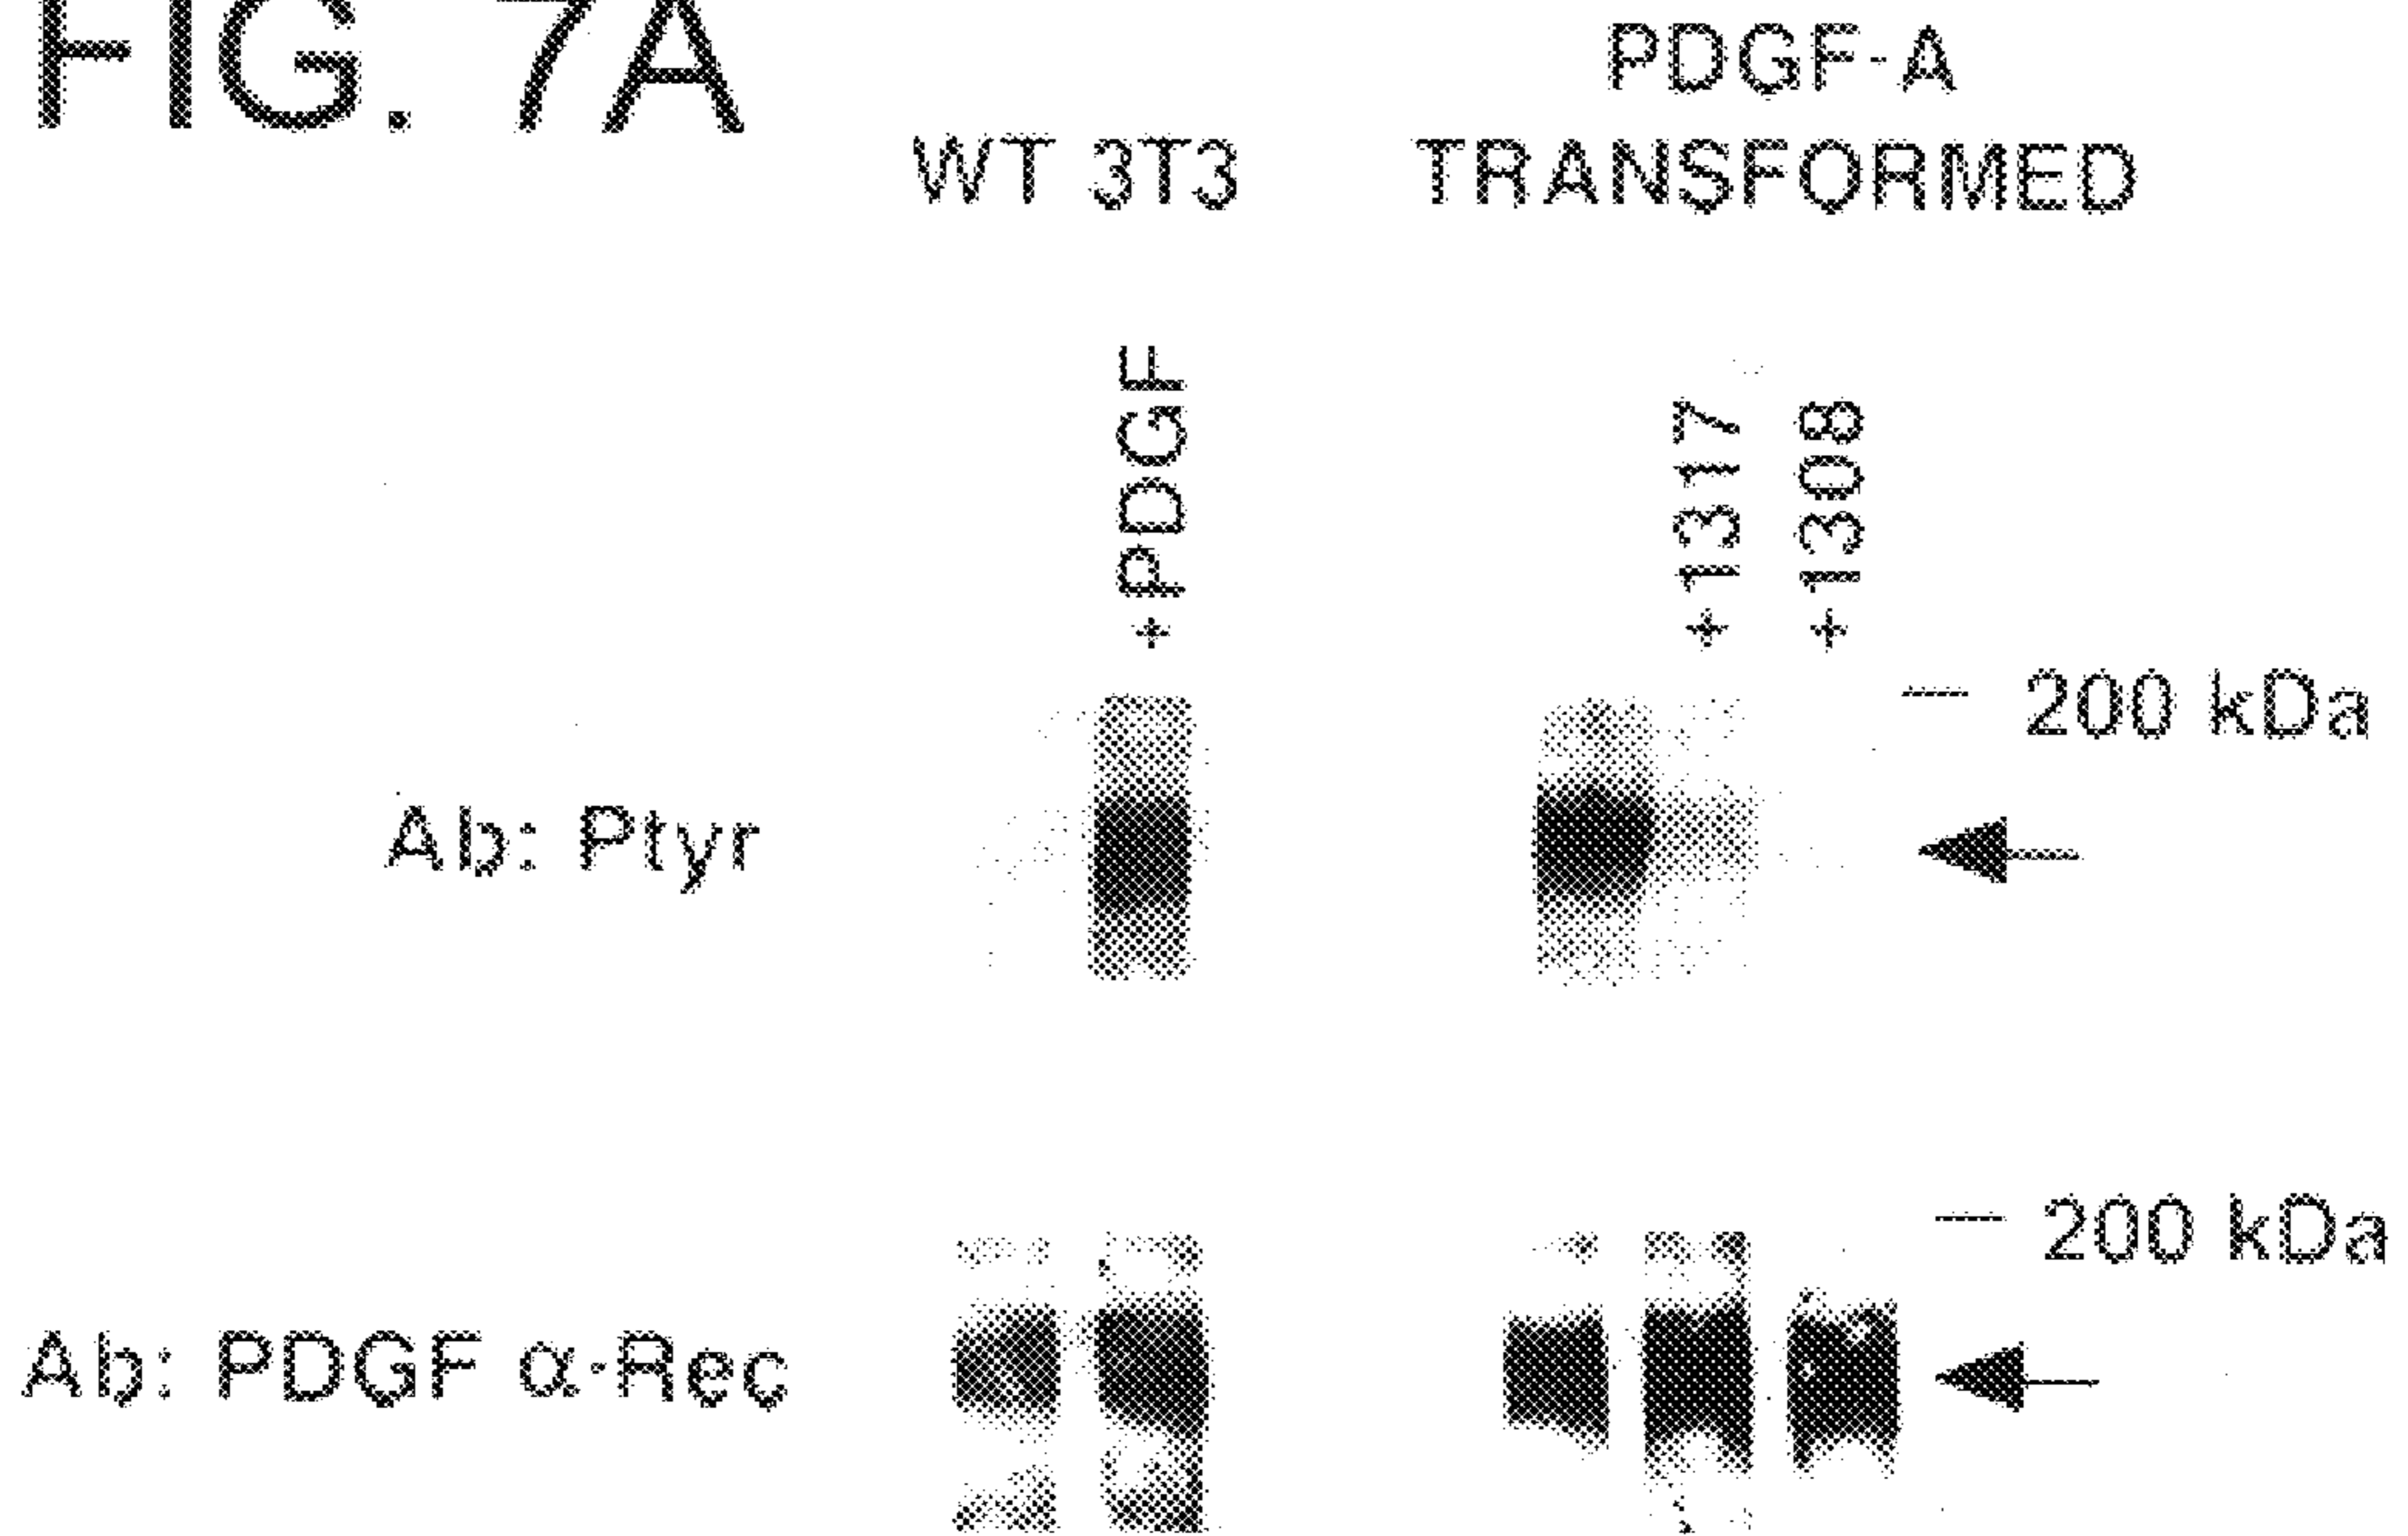 FIG. 7A
PDGF-A
WT 3T3 TRANSFORMED
+PDGF
+1317
+1308
200 kDa
Ab: Ptyr
200 kDa
Ab: PDGF α-Rec